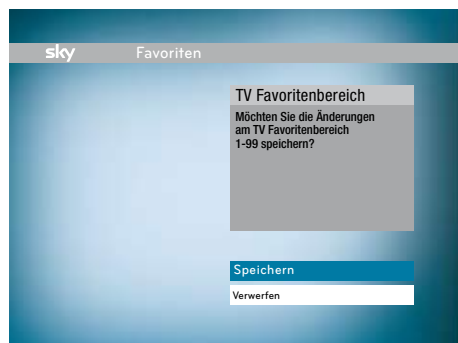 sky Favoriten
TV Favoritenbereich
Möchten Sie die Änderungen
am TV Favoritenbereich
1-99 speichern?
Speichern
Verwerfen